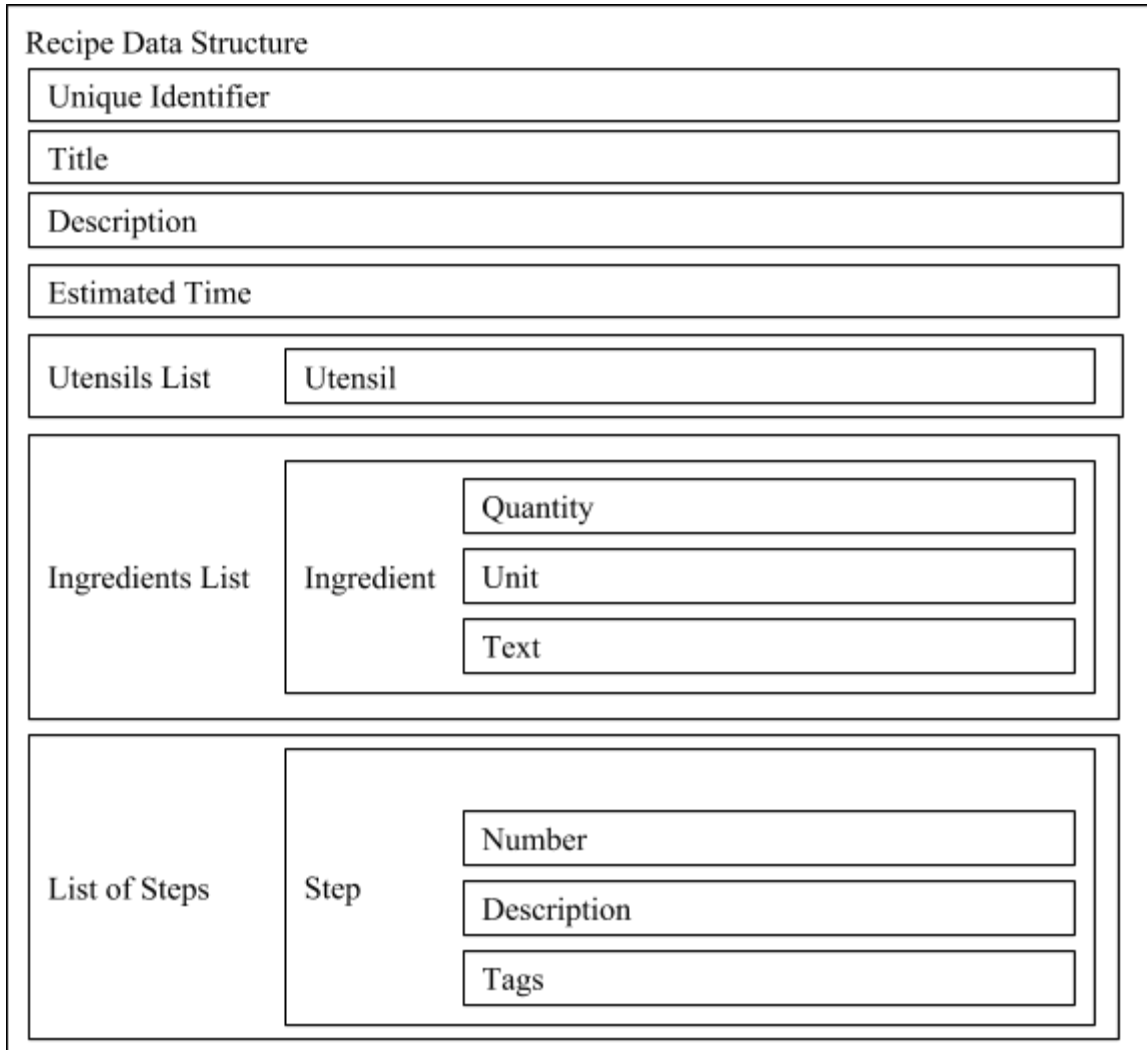 Recipe Data Structure
Unique Identifier
Title
Description
Estimated Time
Utensils List
Utensil
Ingredients List
Ingredient
Quantity
Unit
Text
List of Steps
Step
Number
Description
Tags